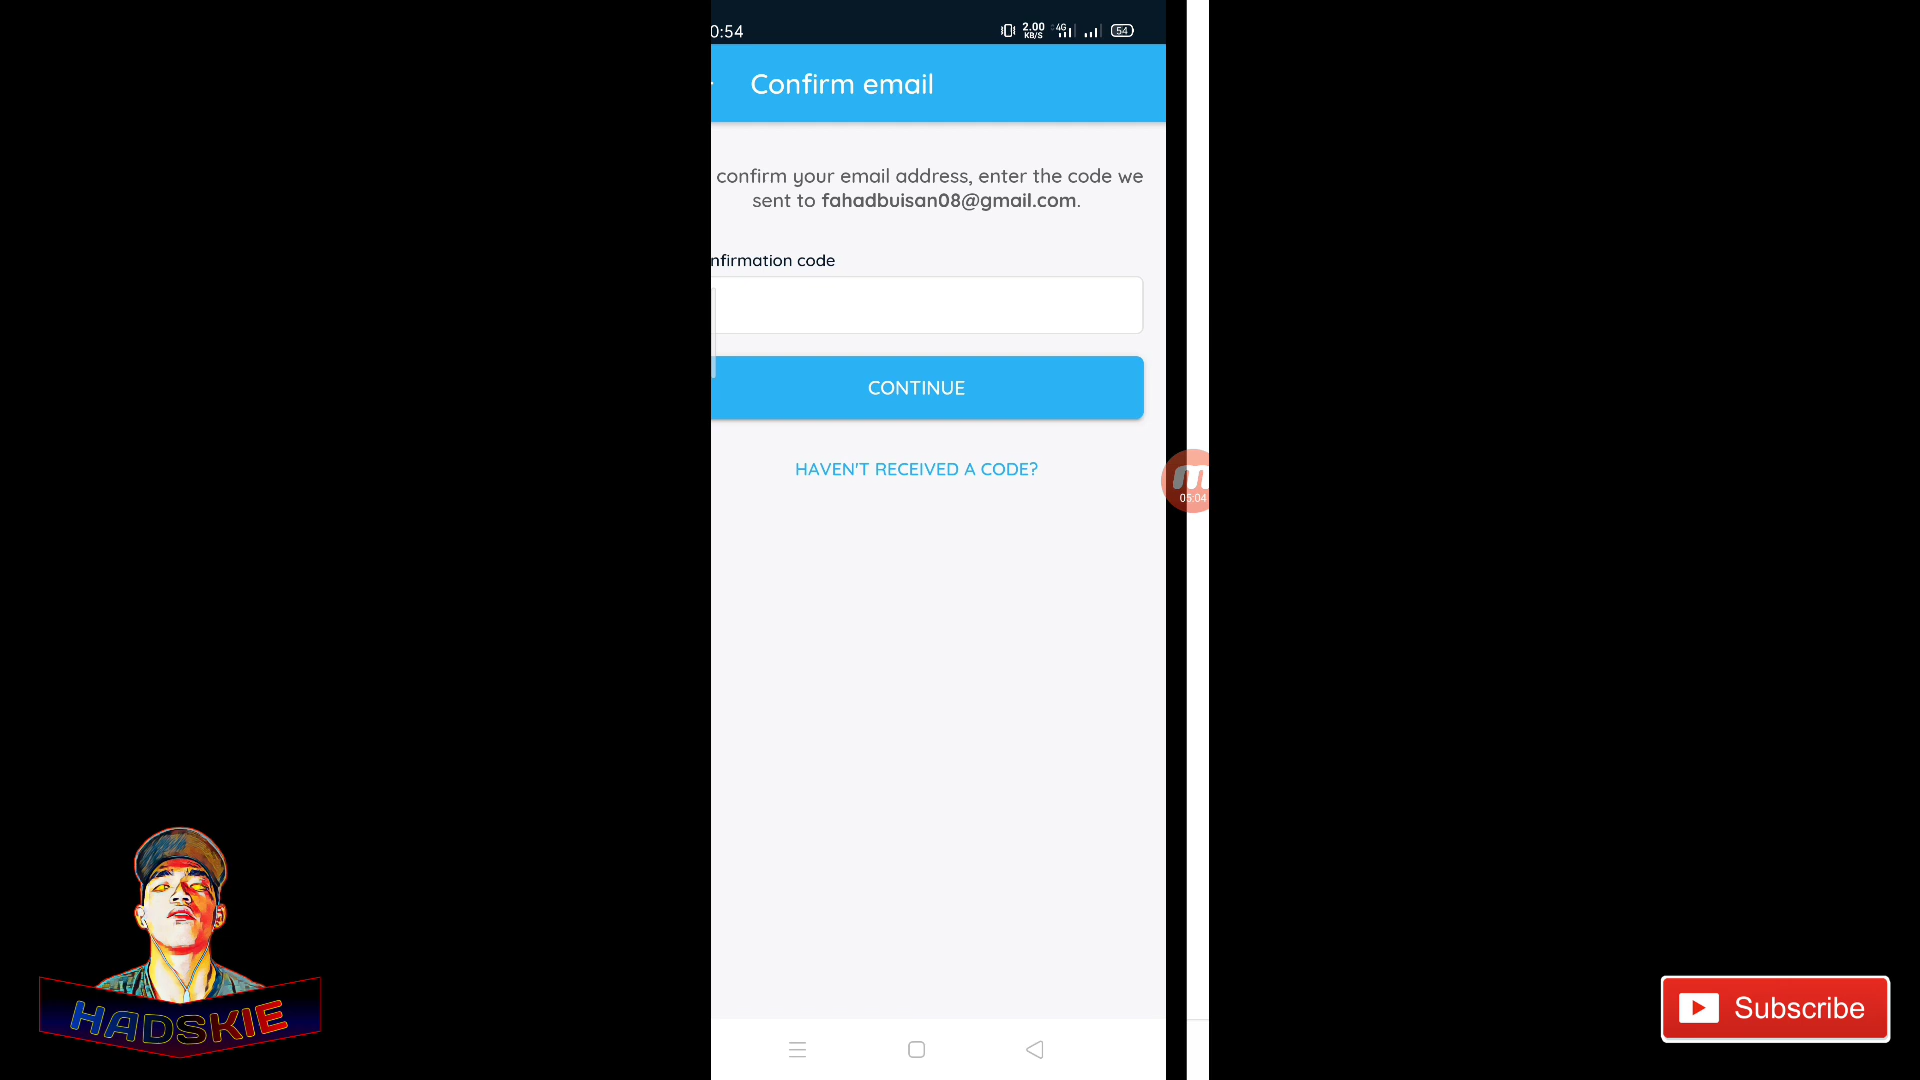 0:54
2.00
KB/S
4G
54
Confirm email
confirm your email address, enter the code we
sent to fahadbuisan08@gmail.com.
nfirmation code
CONTINUE
HAVEN'T RECEIVED A CODE?
05:04
HADSKIE
Subscribe